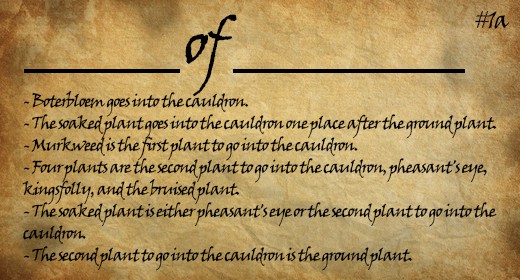 #1a
of
- Boterbloem goes into the cauldron.
- The soaked plant goes into the cauldron one place after the ground plant.
- Murkweed is the first plant to go into the cauldron.
- Four plants are the second plant to go into the cauldron, pheasant's eye,
kingsfolly, and the bruised plant.
- The soaked plant is either pheasant's eye or the second plant to go into the
cauldron.
- The second plant to go into the cauldron is the ground plant.